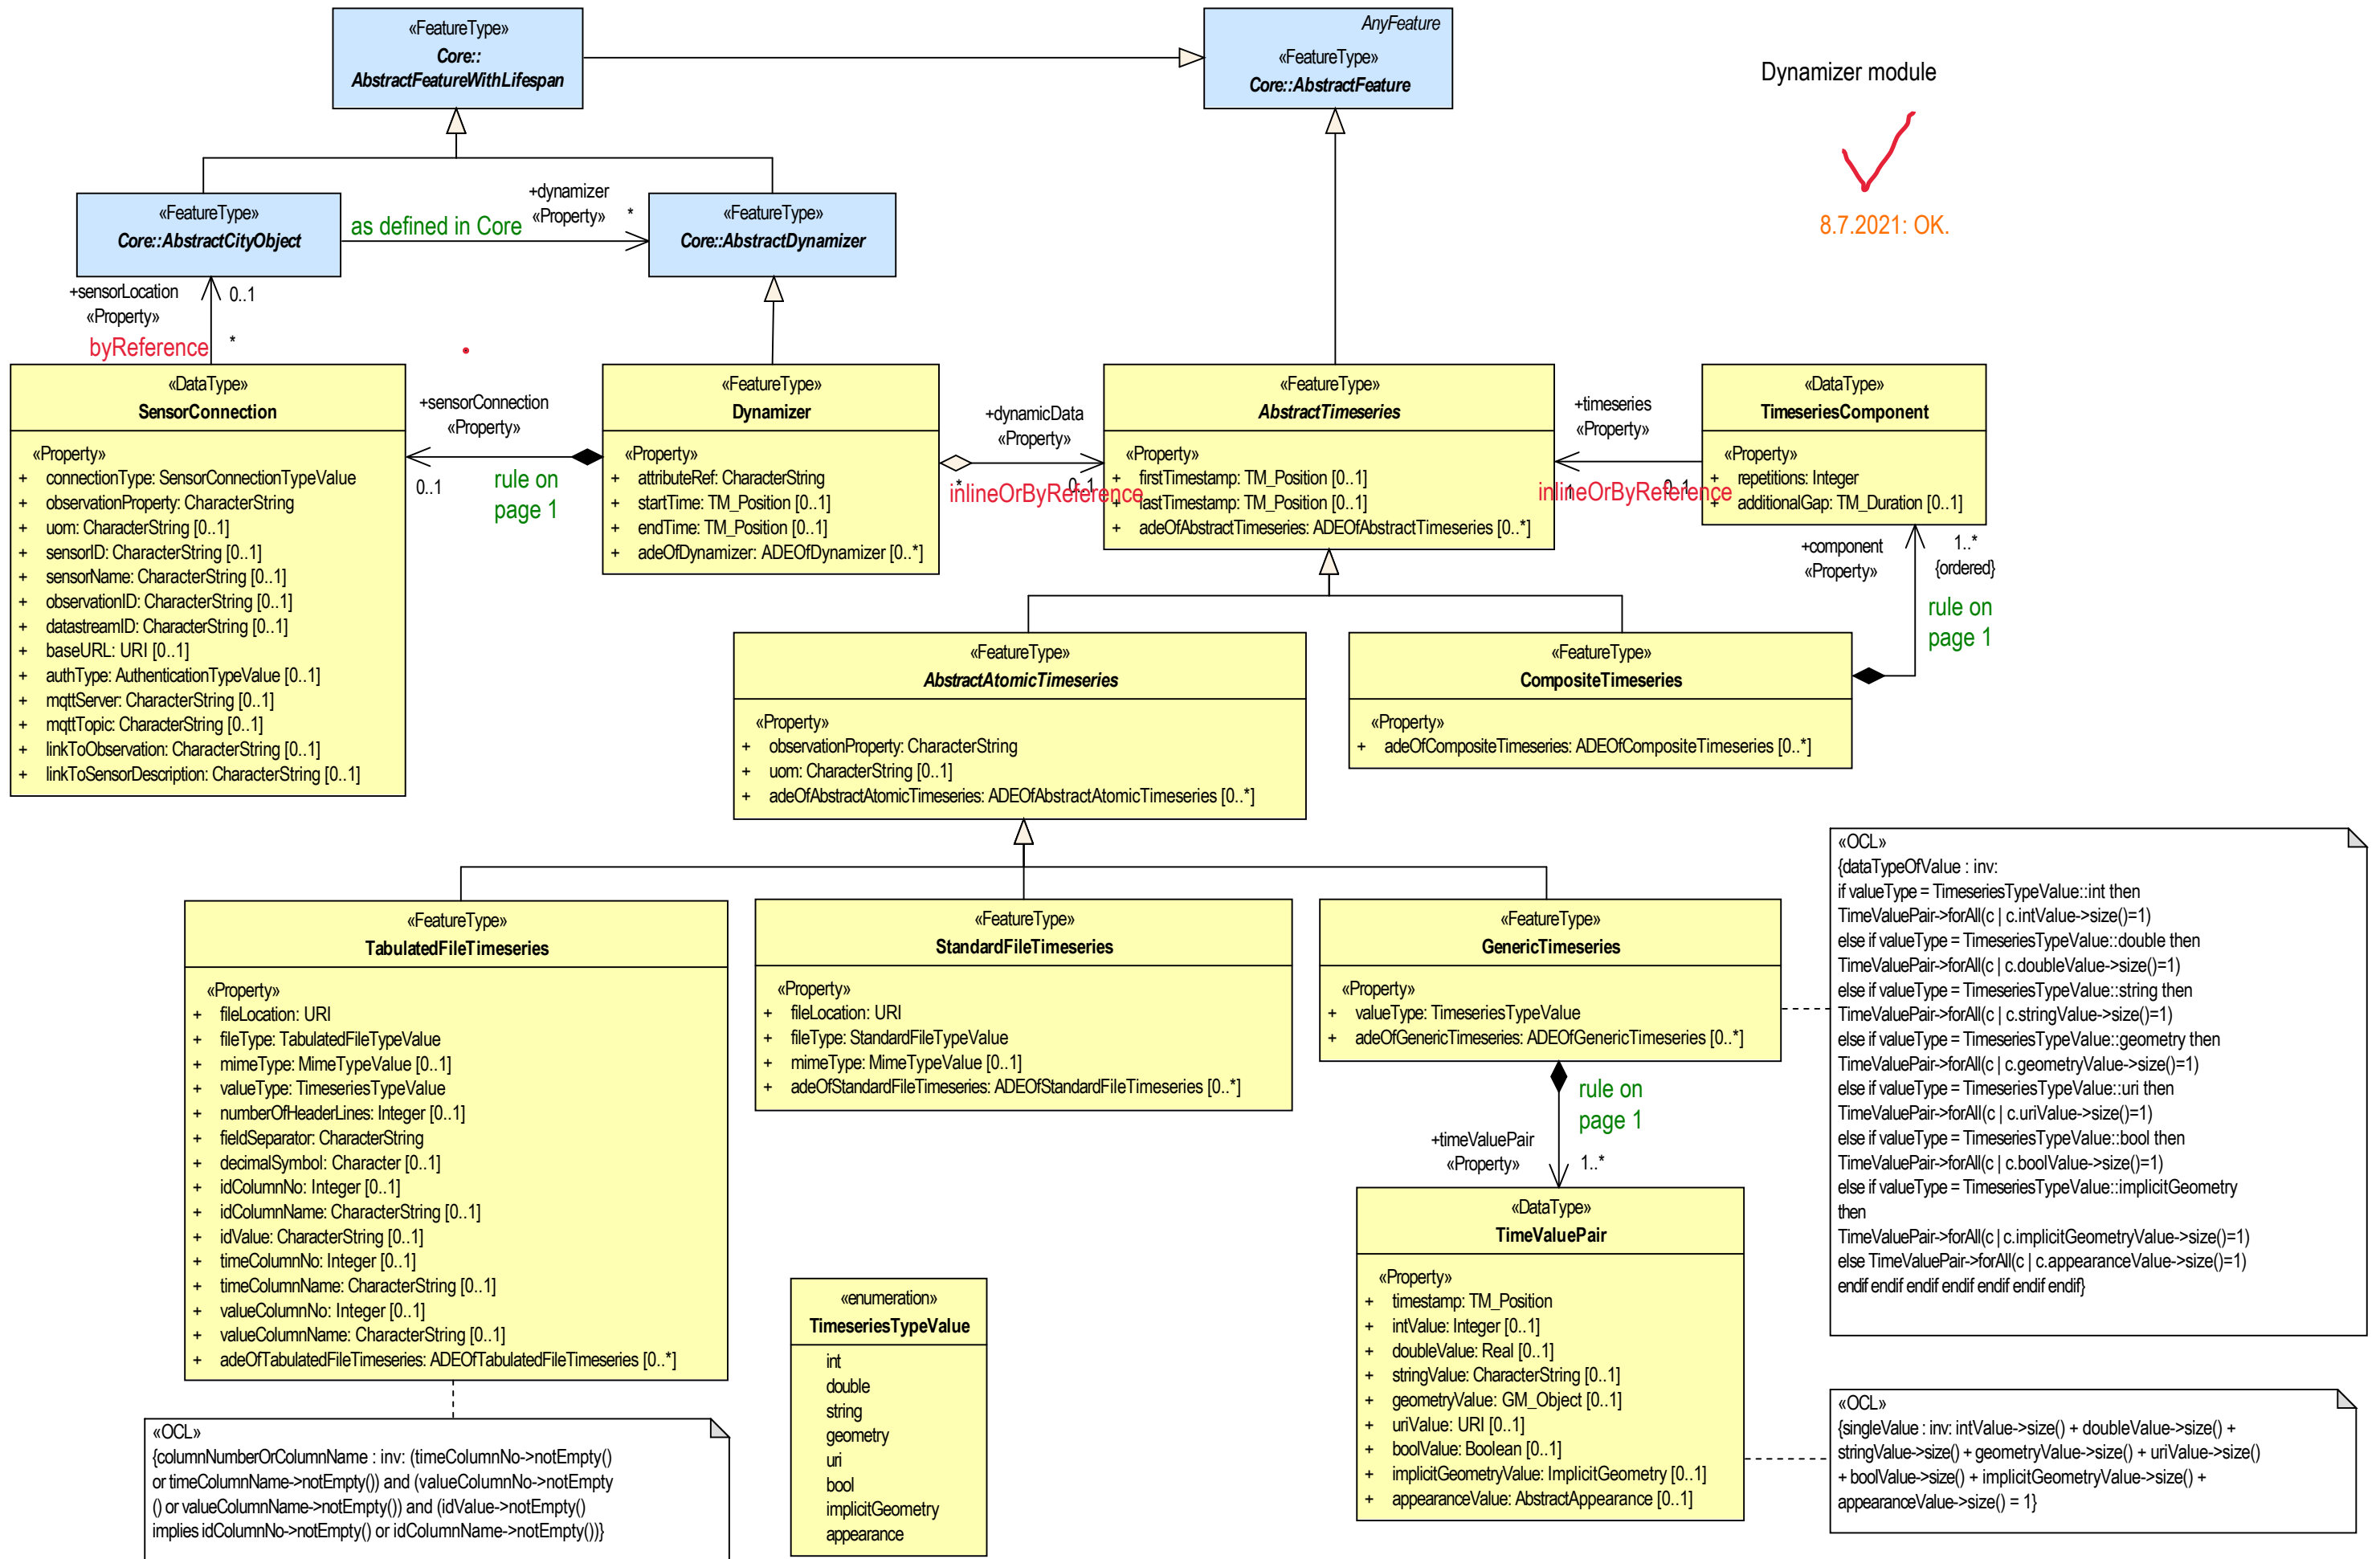 «FeatureType»
Core::
AbstractFeatureWithLifespan
AnyFeature
«FeatureType»
Core::AbstractFeature
Dynamizer module
8.7.2021: OK.
«FeatureType»
Core::AbstractCityObject
as defined in Core
+dynamizer
«Property»
*
«FeatureType»
Core::AbstractDynamizer
+sensorLocation
«Property»
0..1
byReference
*
«DataType»
SensorConnection
«Property»
+ connectionType: SensorConnectionTypeValue
+ observationProperty: CharacterString
+ uom: CharacterString [0..1]
+ sensorID: CharacterString [0..1]
+ sensorName: CharacterString [0..1]
+ observationID: CharacterString [0..1]
+ datastreamID: CharacterString [0..1]
+ baseURL: URI [0..1]
+ authType: AuthenticationTypeValue [0..1]
+ mqttServer: CharacterString [0..1]
+ mqttTopic: CharacterString [0..1]
+ linkToObservation: CharacterString [0..1]
+ linkToSensorDescription: CharacterString [0..1]
+sensorConnection
«Property»
0..1
rule on
page 1
«FeatureType»
Dynamizer
«Property»
+ attributeRef: CharacterString
+ startTime: TM_Position [0..1]
+ endTime: TM_Position [0..1]
+ adeOfDynamizer: ADEOfDynamizer [0..*]
+dynamicData
«Property»
*
0..1
inlineOrByReference
«FeatureType»
AbstractTimeseries
«Property»
+ firstTimestamp: TM_Position [0..1]
+ lastTimestamp: TM_Position [0..1]
+ adeOfAbstractTimeseries: ADEOfAbstractTimeseries [0..*]
+timeseries
«Property»
1
0..1
inlineOrByReference
«DataType»
TimeseriesComponent
«Property»
+ repetitions: Integer
+ additionalGap: TM_Duration [0..1]
+component
«Property»
1..*
{ordered}
rule on
page 1
«FeatureType»
AbstractAtomicTimeseries
«Property»
+ observationProperty: CharacterString
+ uom: CharacterString [0..1]
+ adeOfAbstractAtomicTimeseries: ADEOfAbstractAtomicTimeseries [0..*]
«FeatureType»
CompositeTimeseries
«Property»
+ adeOfCompositeTimeseries: ADEOfCompositeTimeseries [0..*]
«FeatureType»
TabulatedFileTimeseries
«Property»
+ fileLocation: URI
+ fileType: TabulatedFileTypeValue
+ mimeType: MimeTypeValue [0..1]
+ valueType: TimeseriesTypeValue
+ numberOfHeaderLines: Integer [0..1]
+ fieldSeparator: CharacterString
+ decimalSymbol: Character [0..1]
+ idColumnNo: Integer [0..1]
+ idColumnName: CharacterString [0..1]
+ idValue: CharacterString [0..1]
+ timeColumnNo: Integer [0..1]
+ timeColumnName: CharacterString [0..1]
+ valueColumnNo: Integer [0..1]
+ valueColumnName: CharacterString [0..1]
+ adeOfTabulatedFileTimeseries: ADEOfTabulatedFileTimeseries [0..*]
«FeatureType»
StandardFileTimeseries
«Property»
+ fileLocation: URI
+ fileType: StandardFileTypeValue
+ mimeType: MimeTypeValue [0..1]
+ adeOfStandardFileTimeseries: ADEOfStandardFileTimeseries [0..*]
«FeatureType»
GenericTimeseries
«Property»
+ valueType: TimeseriesTypeValue
+ adeOfGenericTimeseries: ADEOfGenericTimeseries [0..*]
rule on
page 1
+timeValuePair
«Property»
1..*
«OCL»
{dataTypeOfValue : inv:
if valueType = TimeseriesTypeValue::int then
TimeValuePair->forAll(c | c.intValue->size()=1)
else if valueType = TimeseriesTypeValue::double then
TimeValuePair->forAll(c | c.doubleValue->size()=1)
else if valueType = TimeseriesTypeValue::string then
TimeValuePair->forAll(c | c.stringValue->size()=1)
else if valueType = TimeseriesTypeValue::geometry then
TimeValuePair->forAll(c | c.geometryValue->size()=1)
else if valueType = TimeseriesTypeValue::uri then
TimeValuePair->forAll(c | c.uriValue->size()=1)
else if valueType = TimeseriesTypeValue::bool then
TimeValuePair->forAll(c | c.boolValue->size()=1)
else if valueType = TimeseriesTypeValue::implicitGeometry
then
TimeValuePair->forAll(c | c.implicitGeometryValue->size()=1)
else TimeValuePair->forAll(c | c.appearanceValue->size()=1)
endif endif endif endif endif endif endif}
«DataType»
TimeValuePair
«Property»
+ timestamp: TM_Position
+ intValue: Integer [0..1]
+ doubleValue: Real [0..1]
+ stringValue: CharacterString [0..1]
+ geometryValue: GM_Object [0..1]
+ uriValue: URI [0..1]
+ boolValue: Boolean [0..1]
+ implicitGeometryValue: ImplicitGeometry [0..1]
+ appearanceValue: AbstractAppearance [0..1]
«enumeration»
TimeseriesTypeValue
int
double
string
geometry
uri
bool
implicitGeometry
appearance
«OCL»
{columnNumberOrColumnName : inv: (timeColumnNo->notEmpty()
or timeColumnName->notEmpty()) and (valueColumnNo->notEmpty
() or valueColumnName->notEmpty()) and (idValue->notEmpty()
implies idColumnNo->notEmpty() or idColumnName->notEmpty())}
«OCL»
{singleValue : inv: intValue->size() + doubleValue->size() +
stringValue->size() + geometryValue->size() + uriValue->size()
+ boolValue->size() + implicitGeometryValue->size() +
appearanceValue->size() = 1}